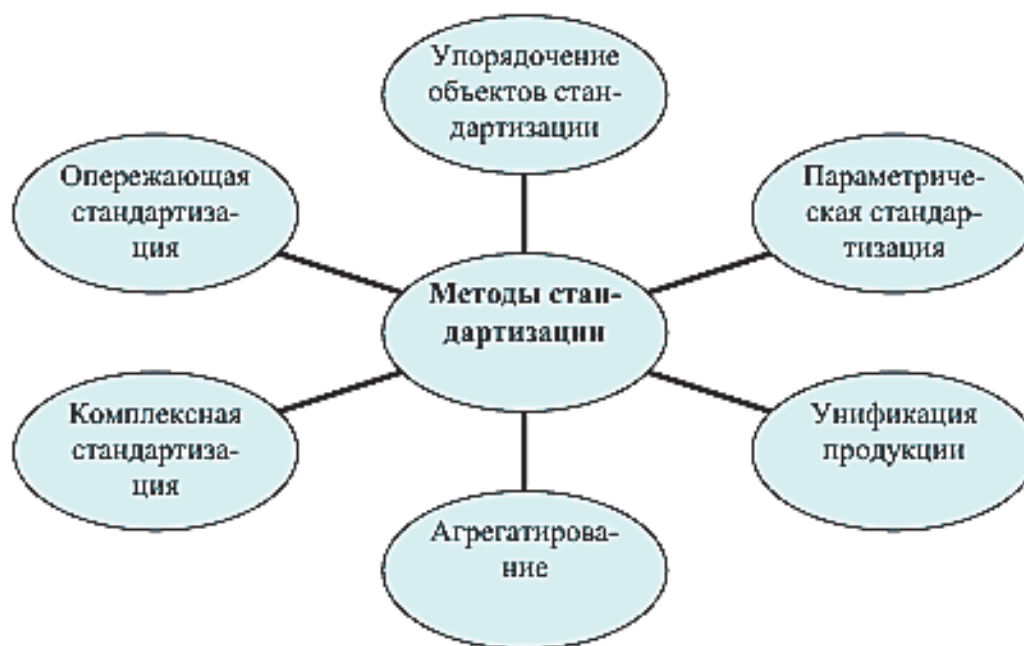 Упорядочение
объектов стан-
дартизации
Опережающая
стандартиза-
ция
Параметриче-
ская стандар-
тизация
Методы стан-
дартизации
Комплексная
стандартиза-
ция
Унификация
продукции
Агрегатирова-
ние